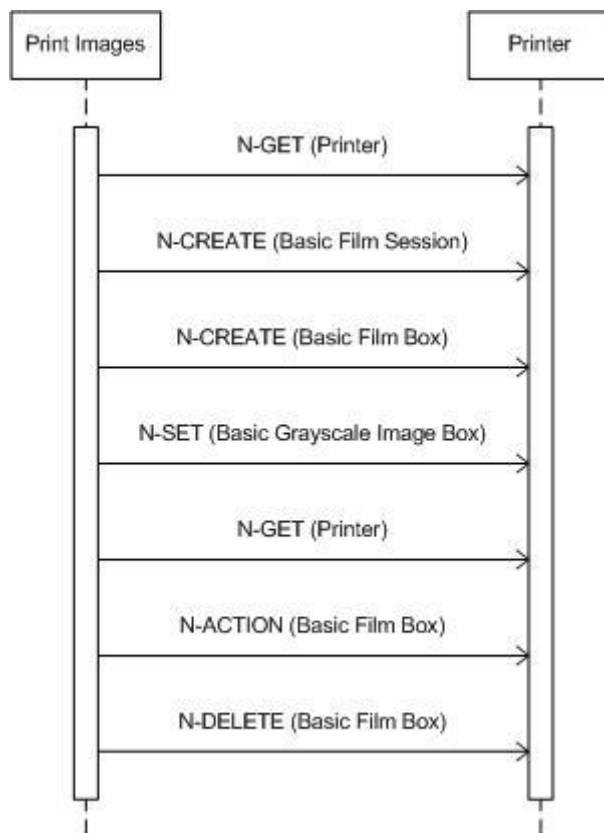 Print Images
Printer
N-GET (Printer)
N-CREATE (Basic Film Session)
N-CREATE (Basic Film Box)
N-SET (Basic Grayscale Image Box)
N-GET (Printer)
N-ACTION (Basic Film Box)
N-DELETE (Basic Film Box)